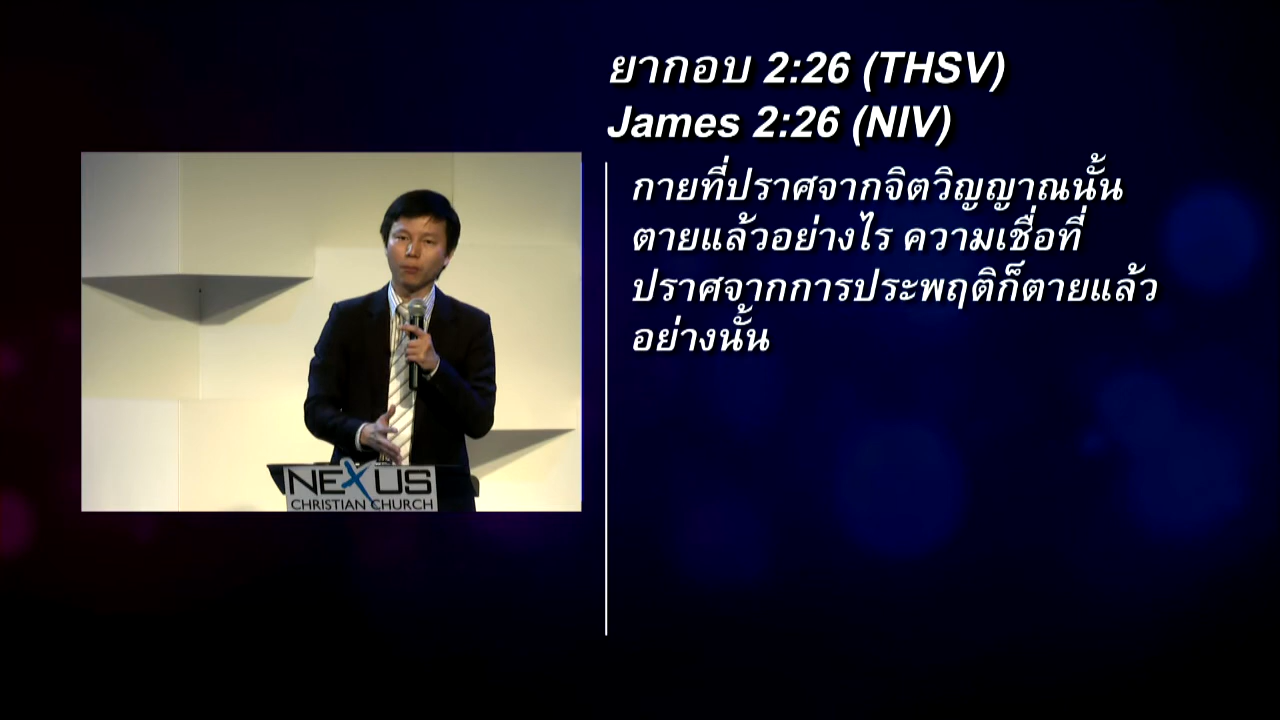 ยากอบ 2:26 (THSV)
James 2:26 (NIV)
กายที่ปราศจากจิตวิญญาณนั้น
ตายแล้วอย่างไร ความเชื่อที่
ปราศจากการประพฤติก็ตายแล้ว
อย่างนั้น
NEXUS
CHRISTIAN CHURCH